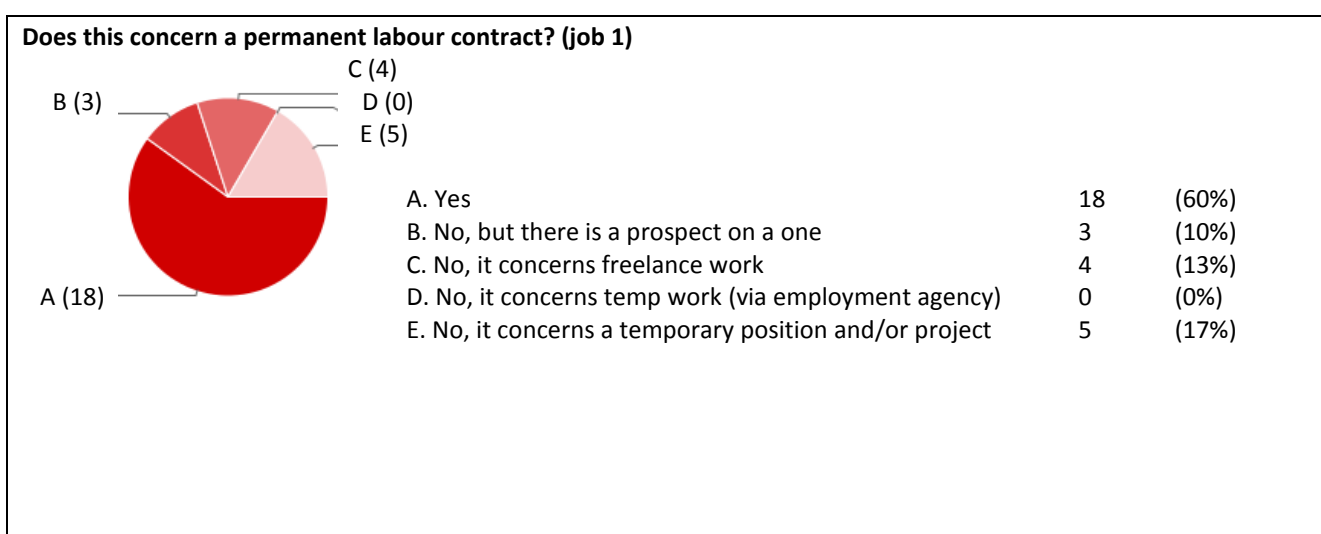 Does this concern a permanent labour contract? (job 1)
C (4)
B (3)
D (0)
E (5)
A (18)
A. Yes 18 (60%)
B. No, but there is a prospect on a one 3 (10%)
C. No, it concerns freelance work 4 (13%)
D. No, it concerns temp work (via employment agency) 0 (0%)
E. No, it concerns a temporary position and/or project 5 (17%)